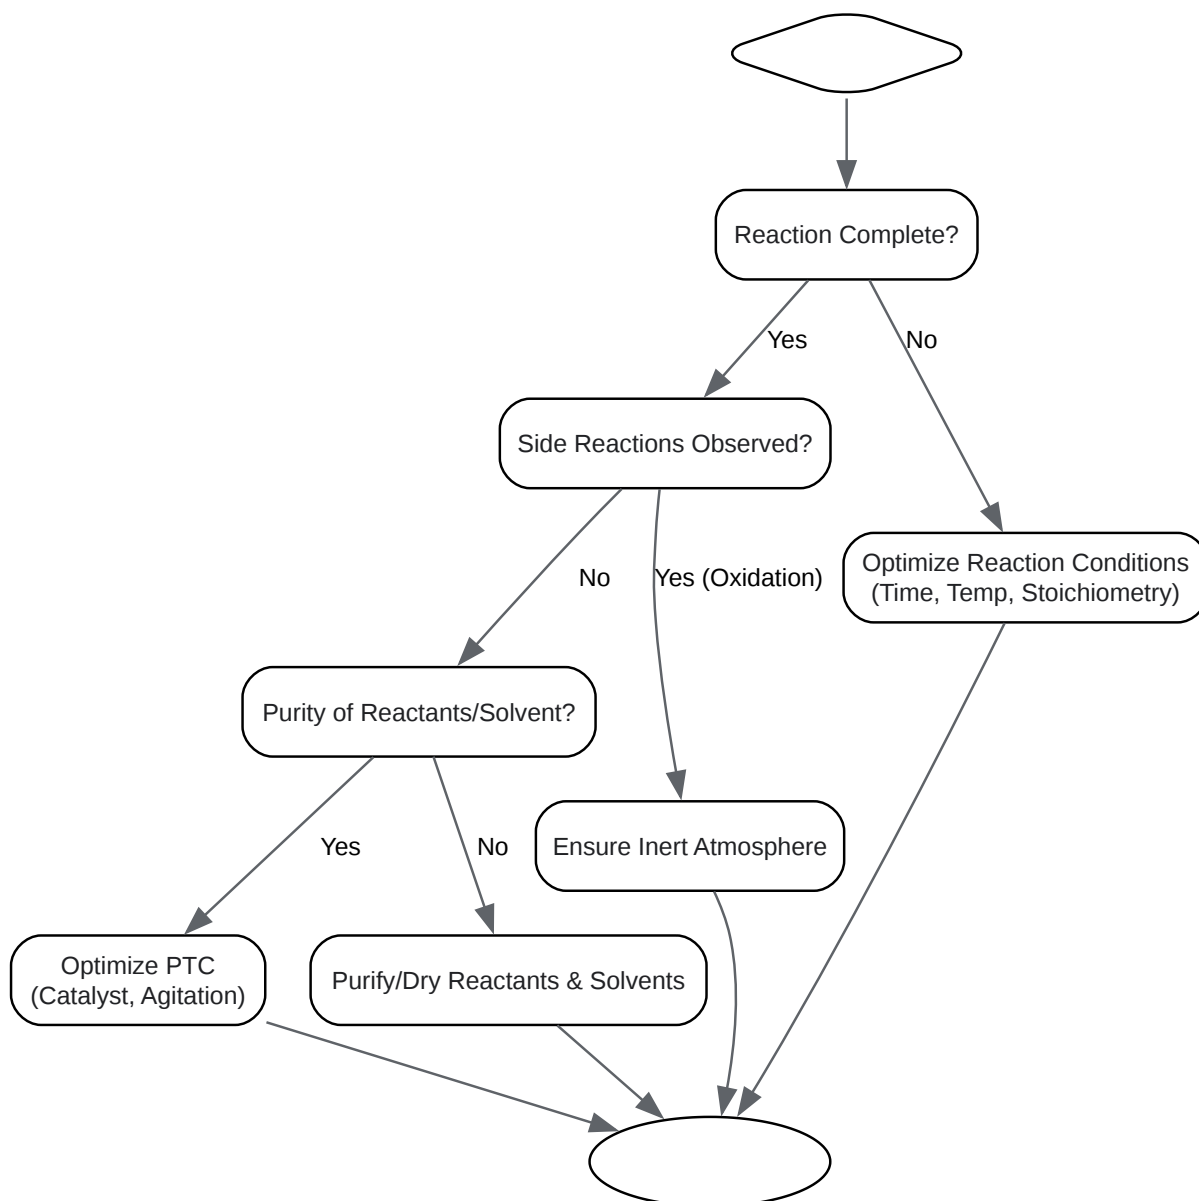 Reaction Complete?
Yes
No
Side Reactions Observed?
Optimize Reaction Conditions
(Time, Temp, Stoichiometry)
No
Yes (Oxidation)
Purity of Reactants/Solvent?
Yes
No
Ensure Inert Atmosphere
Optimize PTC
(Catalyst, Agitation)
Purify/Dry Reactants & Solvents